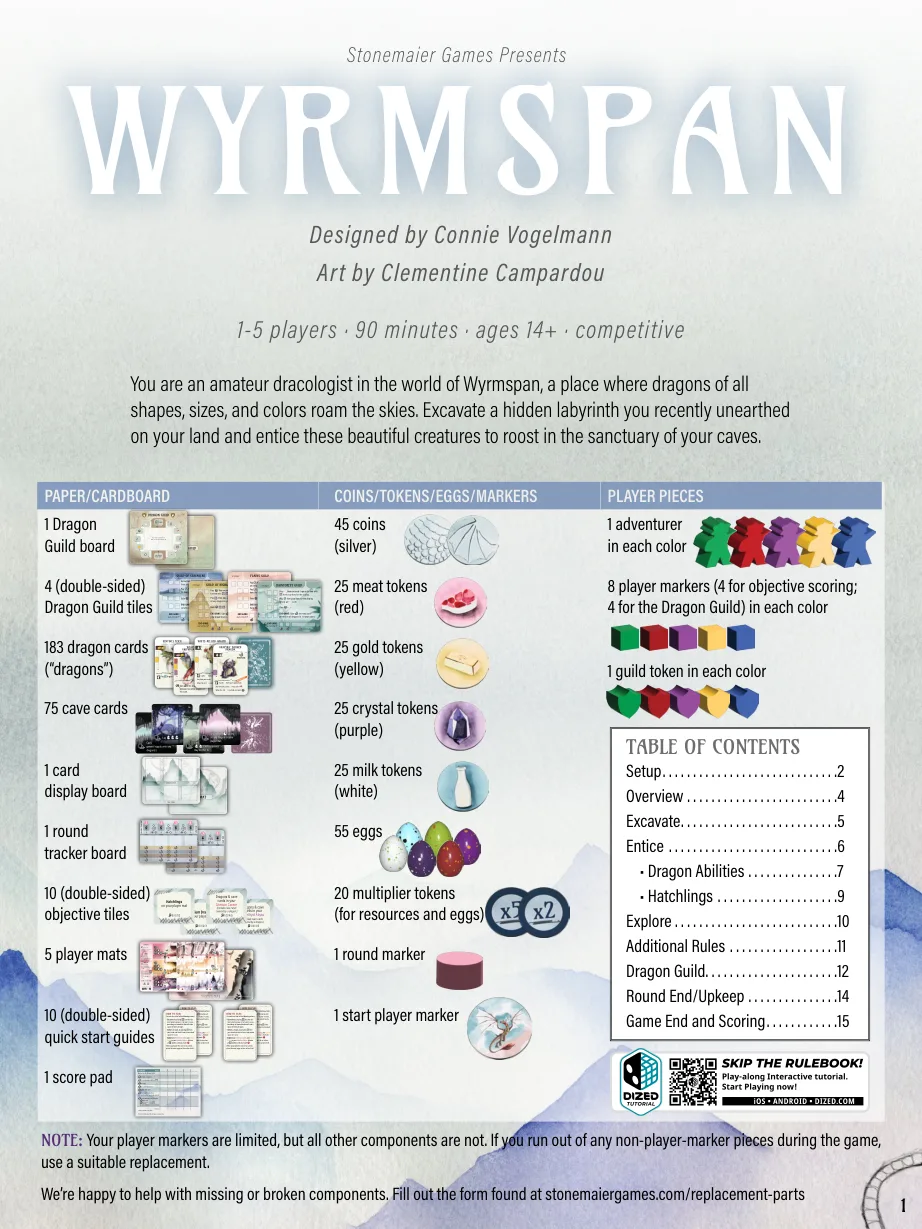 Stonemaier Games Presents
WYRMSPAN
Designed by Connie Vogelmann
Art by Clementine Campardou
1-5 players · 90 minutes · ages 14+ · competitive
You are an amateur dracologist in the world of Wyrmspan, a place where dragons of all
shapes, sizes, and colors roam the skies. Excavate a hidden labyrinth you recently unearthed
on your land and entice these beautiful creatures to roost in the sanctuary of your caves.
PAPER/CARDBOARD
1 Dragon
Guild board
4 (double-sided)
Dragon Guild tiles
183 dragon cards
("dragons")
75 cave cards
1 card
display board
1 round
tracker board
10 (double-sided)
objective tiles
5 player mats
10 (double-sided)
quick start guides
1 score pad
COINS/TOKENS/EGGS/MARKERS
45 coins
(silver)
25 meat tokens
(red)
25 gold tokens
(yellow)
25 crystal tokens
(purple)
25 milk tokens
(white)
55 eggs
20 multiplier tokens
(for resources and eggs)
x5 x2
1 round marker
1 start player marker
PLAYER PIECES
1 adventurer
in each color
8 player markers (4 for objective scoring;
4 for the Dragon Guild) in each color
1 guild token in each color
TABLE OF CONTENTS
Setup............................2
Overview .........................4
Excavate..........................5
Entice ............................6
• Dragon Abilities ...............7
• Hatchlings .....................9
Explore ...........................10
Additional Rules ..................11
Dragon Guild......................12
Round End/Upkeep ...............14
Game End and Scoring............15
DIZED
TUTORIAL
SKIP THE RULEBOOK!
Play-along Interactive tutorial.
Start Playing now!
iOS • ANDROID • DIZED.COM
NOTE: Your player markers are limited, but all other components are not. If you run out of any non-player-marker pieces during the game,
use a suitable replacement.
We're happy to help with missing or broken components. Fill out the form found at stonemaiergames.com/replacement-parts
1